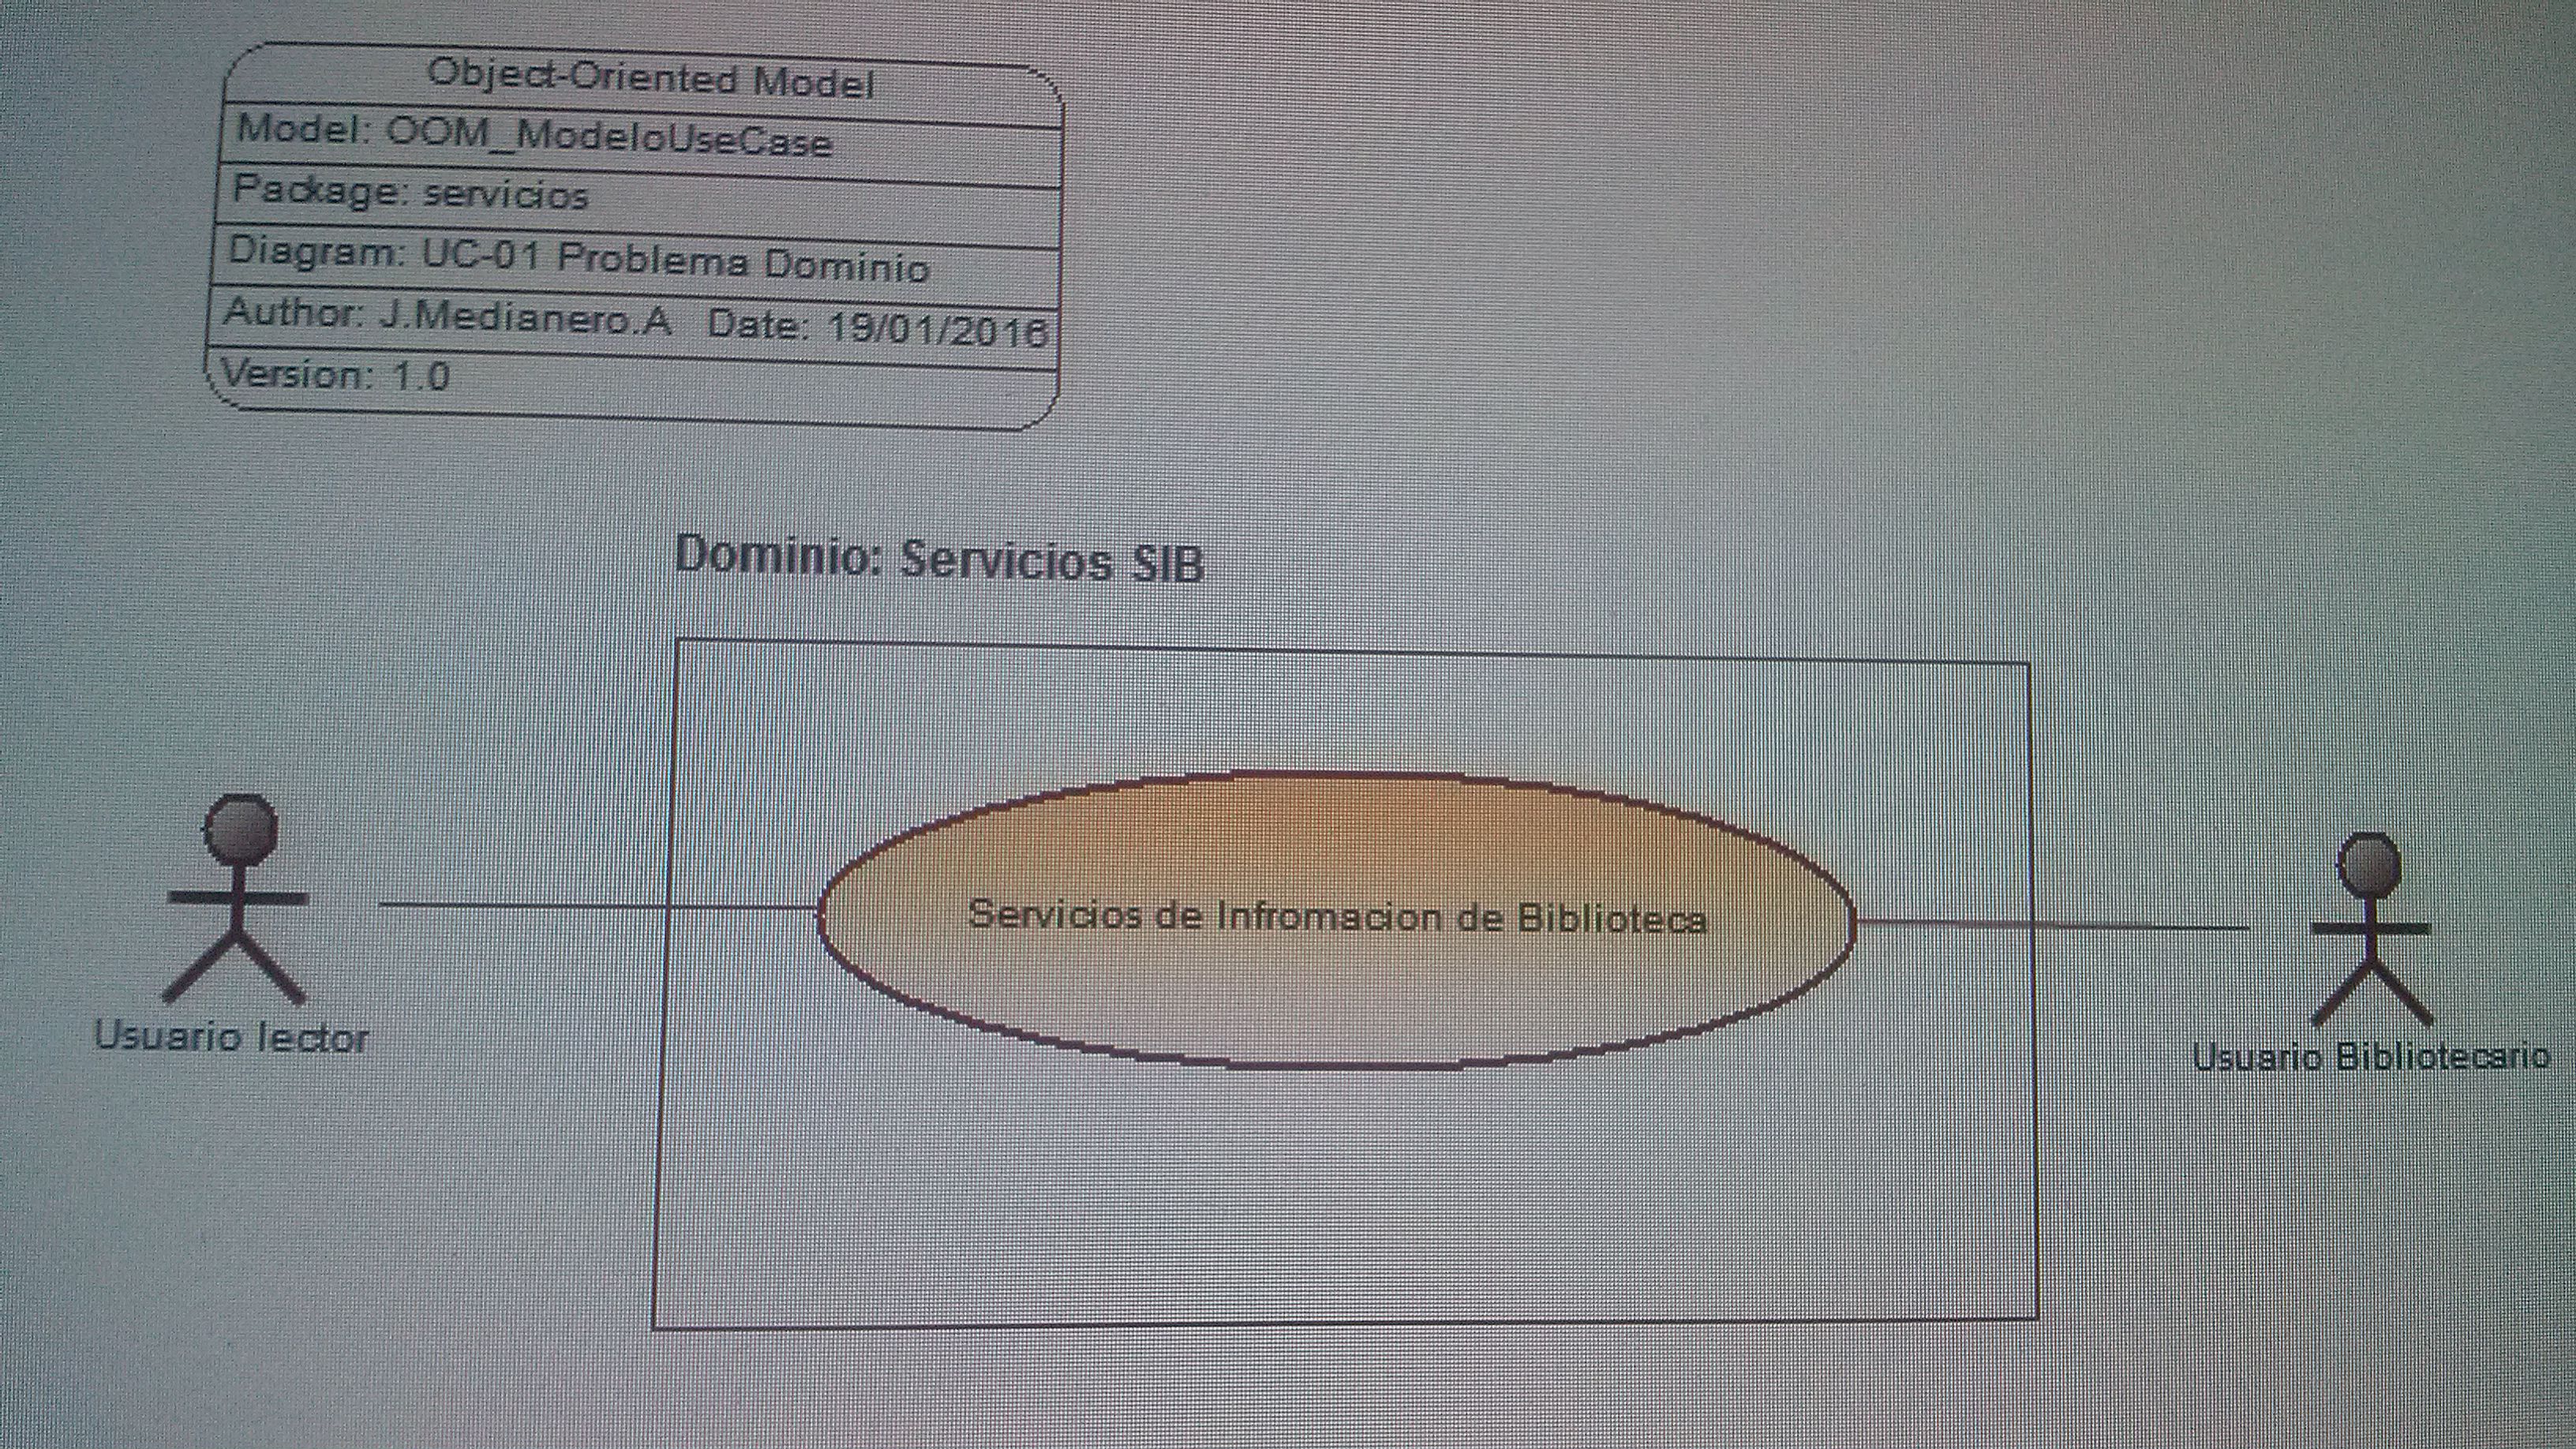 Object-Oriented Model
Model: OOM_ModeloUseCase
Package: servicios
Diagram: UC-01 Problema Dominio
Author: J.Medianero.A   Date: 19/01/2016
Version: 1.0
Dominio: Servicios SIB
Servicios de Infromacion de Biblioteca
Usuario lector
Usuario Bibliotecario